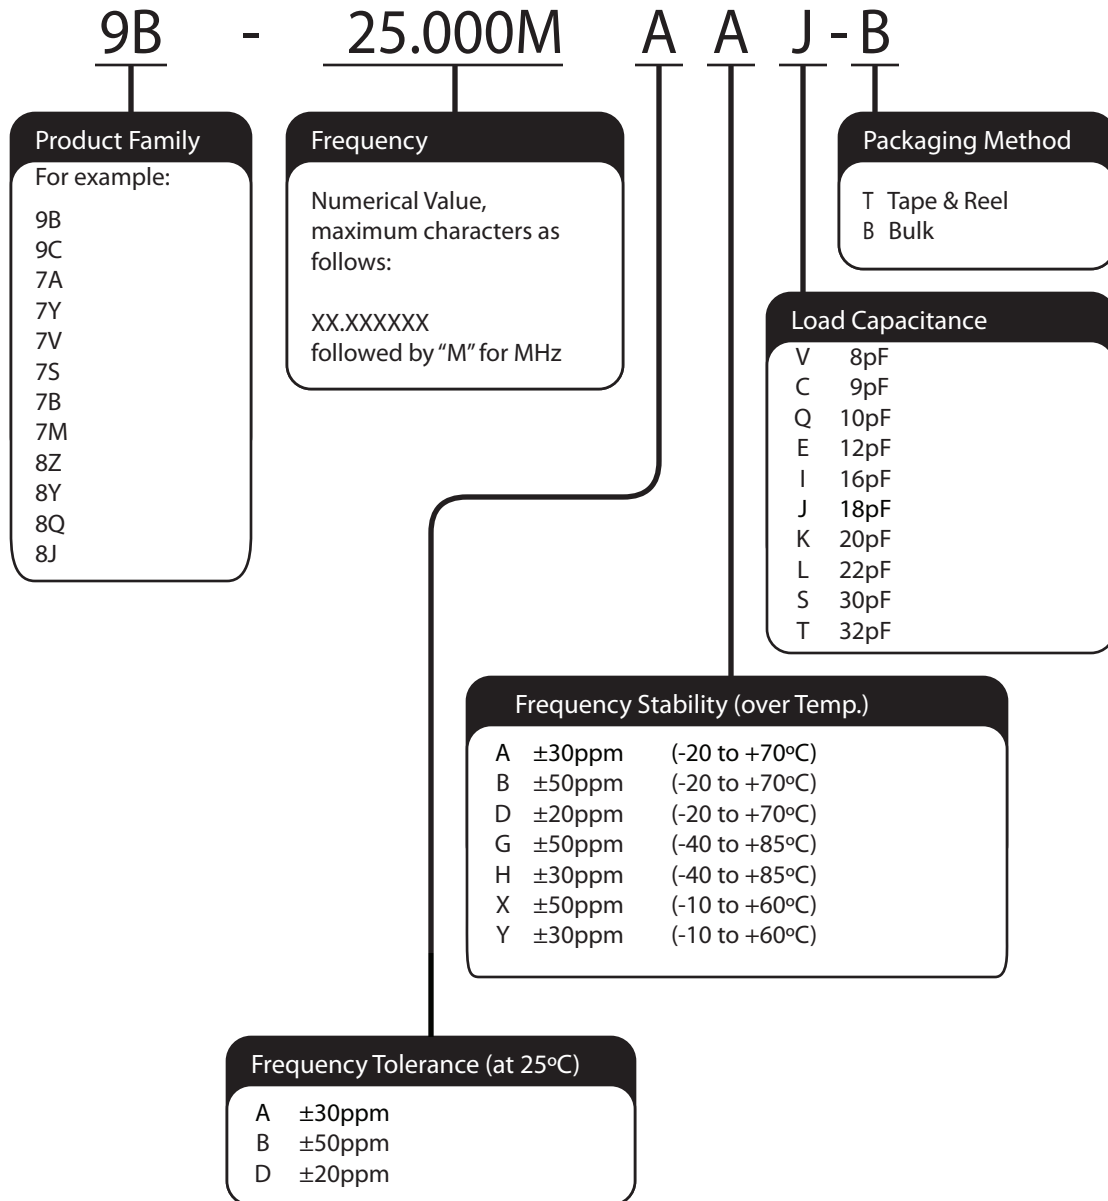 9B - 25.000M A A J - B
Product Family
For example:
9B
9C
7A
7Y
7V
7S
7B
7M
8Z
8Y
8Q
8J
Frequency
Numerical Value,
maximum characters as
follows:
XX.XXXXXX
followed by “M” for MHz
Packaging Method
T Tape & Reel
B Bulk
Load Capacitance
V 8pF
C 9pF
Q 10pF
E 12pF
I 16pF
J 18pF
K 20pF
L 22pF
S 30pF
T 32pF
Frequency Stability (over Temp.)
A ±30ppm (-20 to +70ºC)
B ±50ppm (-20 to +70ºC)
D ±20ppm (-20 to +70ºC)
G ±50ppm (-40 to +85ºC)
H ±30ppm (-40 to +85ºC)
X ±50ppm (-10 to +60ºC)
Y ±30ppm (-10 to +60ºC)
Frequency Tolerance (at 25ºC)
A ±30ppm
B ±50ppm
D ±20ppm